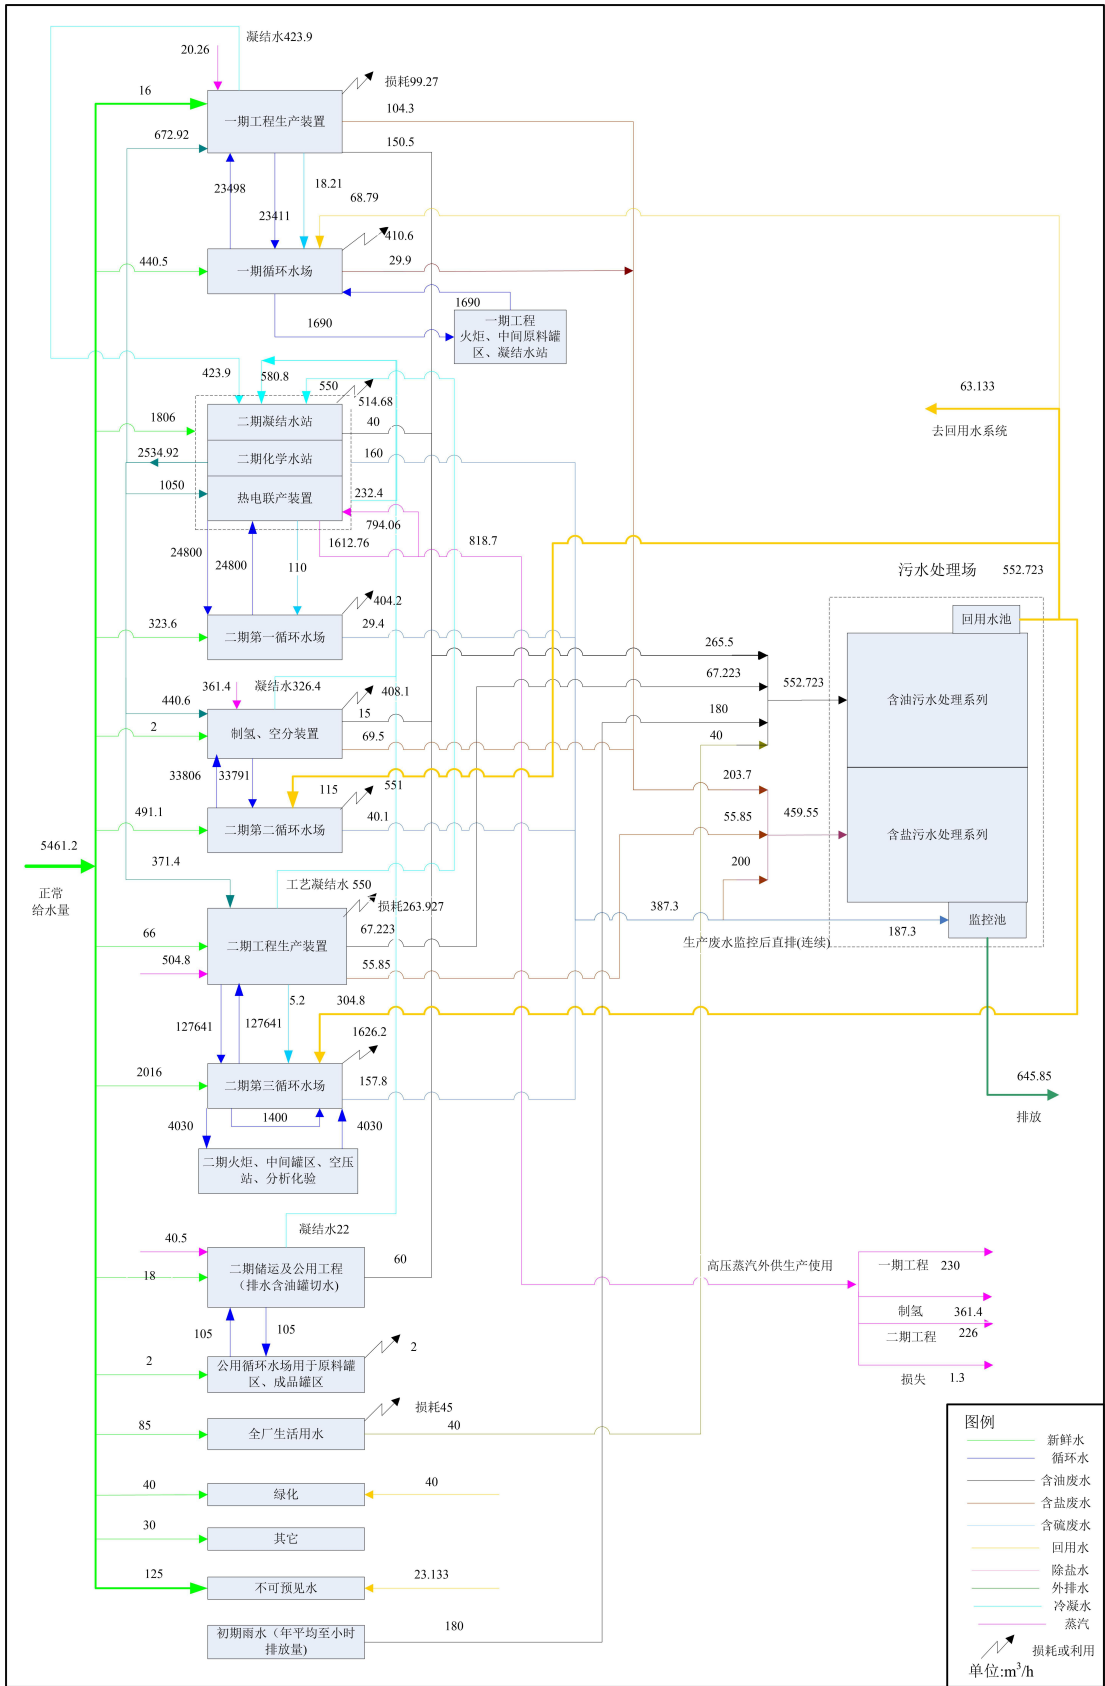 凝结水423.9
20.26
损耗99.27
16
104.3
一期工程生产装置
672.92
150.5
18.21
23498
68.79
23411
410.6
440.5
29.9
一期循环水场
1690
1690
一期工程
火炬、中间原料罐
区、凝结水站
423.9
580.8
550
514.68
63.133
1806
二期凝结水站
40
去回用水系统
2534.92
二期化学水站
160
1050
热电联产装置
232.4
794.06
1612.76
818.7
24800
24800
110
污水处理场
552.723
404.2
回用水池
323.6
二期第一循环水场
29.4
265.5
361.4
凝结水326.4
67.223
552.723
440.6
408.1
含油污水处理系列
2
制氢、空分装置
15
180
69.5
40
33806
33791
115
551
203.7
491.1
二期第二循环水场
40.1
55.85
459.55
含盐污水处理系列
5461.2
371.4
200
正常
给水量
工艺凝结水 550
损耗263.927
387.3
监控池
66
二期工程生产装置
67.223
生产废水监控后直排(连续)
187.3
504.8
55.85
5.2
304.8
127641
127641
1626.2
2016
二期第三循环水场
157.8
645.85
1400
排放
4030
4030
二期火炬、中间罐区、空压
站、分析化验
凝结水22
40.5
18
二期储运及公用工程
（排水含油罐切水)
60
高压蒸汽外供生产使用
一期工程 230
制氢 361.4
二期工程 226
105
105
2
2
公用循环水场用于原料罐
区、成品罐区
损失 1.3
损耗45
85
全厂生活用水
40
图例
新鲜水
循环水
40
绿化
40
含油废水
含盐废水
30
其它
含硫废水
回用水
125
不可预见水
23.133
除盐水
外排水
冷凝水
初期雨水（年平均至小时
排放量)
180
蒸汽
损耗或利用
单位:m³/h